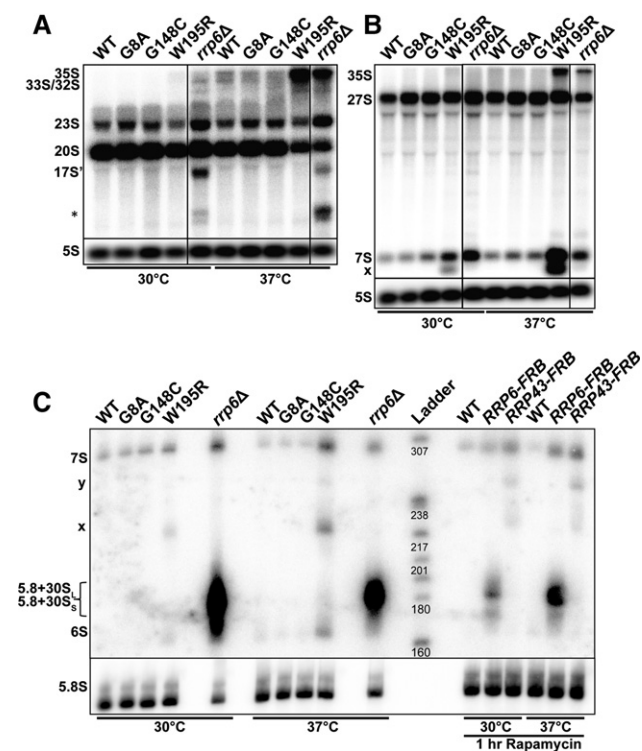 A
WT G8A G148C W195R rrp6Δ WT G8A G148C W195R rrp6Δ
35S
33S/32S
23S
20S
17S'
*
5S
30°C 37°C
B
WT G8A G148C W195R rrp6Δ WT G8A G148C W195R rrp6Δ
35S
27S
7S
x
5S
30°C 37°C
C
WT G8A G148C W195R rrp6Δ WT G8A G148C W195R rrp6Δ Ladder WT RRP6-FRB RRP43-FRB WT RRP6-FRB RRP43-FRB
7S
307
y
238
x
217
201
5.8+30S L
5.8+30S S
180
6S
160
5.8S
30°C 37°C 30°C 37°C
1 hr Rapamycin